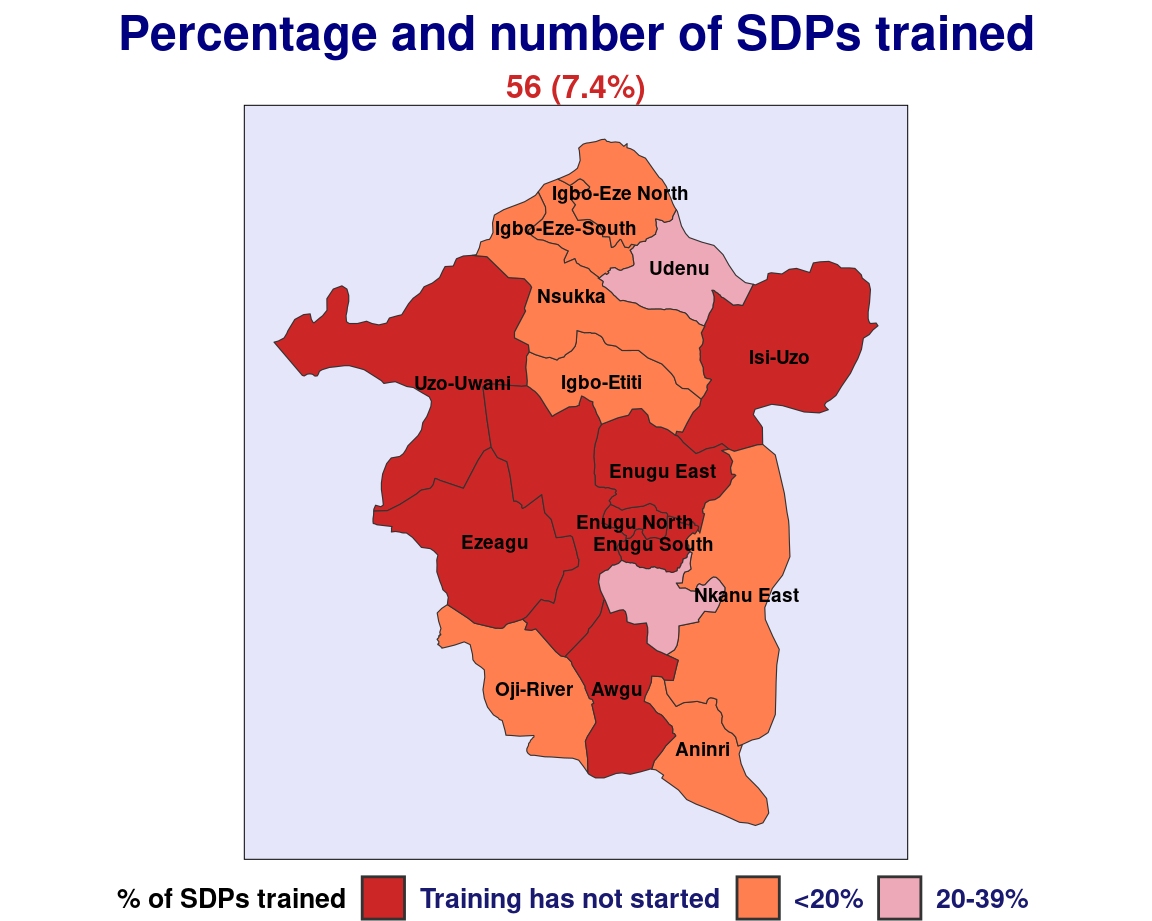 Percentage and number of SDPs trained
56 (7.4%)
Igbo-Eze North
Igbo-Eze-South
Udenu
Nsukka
Isi-Uzo
Uzo-Uwani
Igbo-Etiti
Enugu East
Enugu North
Ezeagu
Enugu South
Nkanu East
Oji-River
Awgu
Aninri
% of SDPs trained Training has not started <20% 20-39%